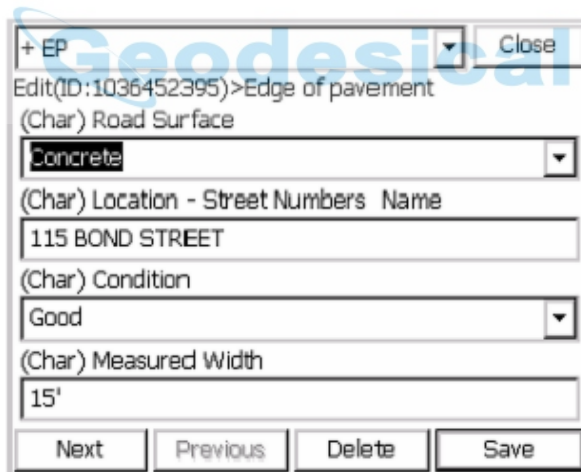 Geodesical
+ EP Close
Edit(ID:1036452395)>Edge of pavement
(Char) Road Surface
Concrete
(Char) Location - Street Numbers Name
115 BOND STREET
(Char) Condition
Good
(Char) Measured Width
15'
Next Previous Delete Save